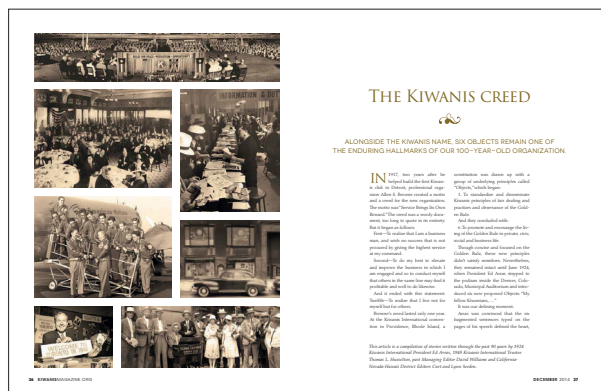 INFORMATION &
WELCOME TO
THE KIWANIS CREED
ALONGSIDE THE KIWANIS NAME, SIX OBJECTS REMAIN ONE OF
THE ENDURING HALLMARKS OF OUR 100-YEAR-OLD ORGANIZATION.
IN 1917, two years after he
helped build the first Kiwan-
is club in Detroit, professional orga-
nizer Allen S. Browne created a motto
and a creed for the new organization.
The motto was "Service Brings Its Own
Reward." The creed was a wordy docu-
ment, too long to quote in its entirety.
But it began as follows:
First—To realize that I am a business
man, and wish no success that is not
procured by giving the highest service
at my command.
Second—To do my best to elevate
and improve the business in which I
am engaged and so to conduct myself
that others in the same line may find it
profitable and well to do likewise.
And it ended with this statement:
Twelfth—To realize that I live not for
myself but for others.
Browne's creed lasted only one year.
At the Kiwanis International conven-
tion in Providence, Rhode Island, a
constitution was drawn up with a
group of underlying principles called
"Objects," which began:
1. To standardize and disseminate
Kiwanis principles of fair dealing and
practices and observance of the Gold-
en Rule.
And they concluded with:
6. To promote and encourage the liv-
ing of the Golden Rule in private, civic,
social and business life.
Though concise and focused on the
Golden Rule, these new principles
didn't satisfy members. Nevertheless,
they remained intact until June 1924,
when President Ed Arras stepped to
the podium inside the Denver, Colo-
rado, Municipal Auditorium and intro-
duced six new proposed Objects: "My
fellow Kiwanians, ..."
It was our defining moment.
Arras was convinced that the six
fragmented sentences typed on the
pages of his speech defined the heart,
This article is a compilation of stories written through the past 90 years by 1924
Kiwanis International President Ed Arras, 1949 Kiwanis International Trustee
Thomas L. Husselton, past Managing Editor David Williams and California-
Nevada-Hawaii District Editors Curt and Lynn Seeden.
26 KIWANISMAGAZINE.ORG
DECEMBER 2014 27